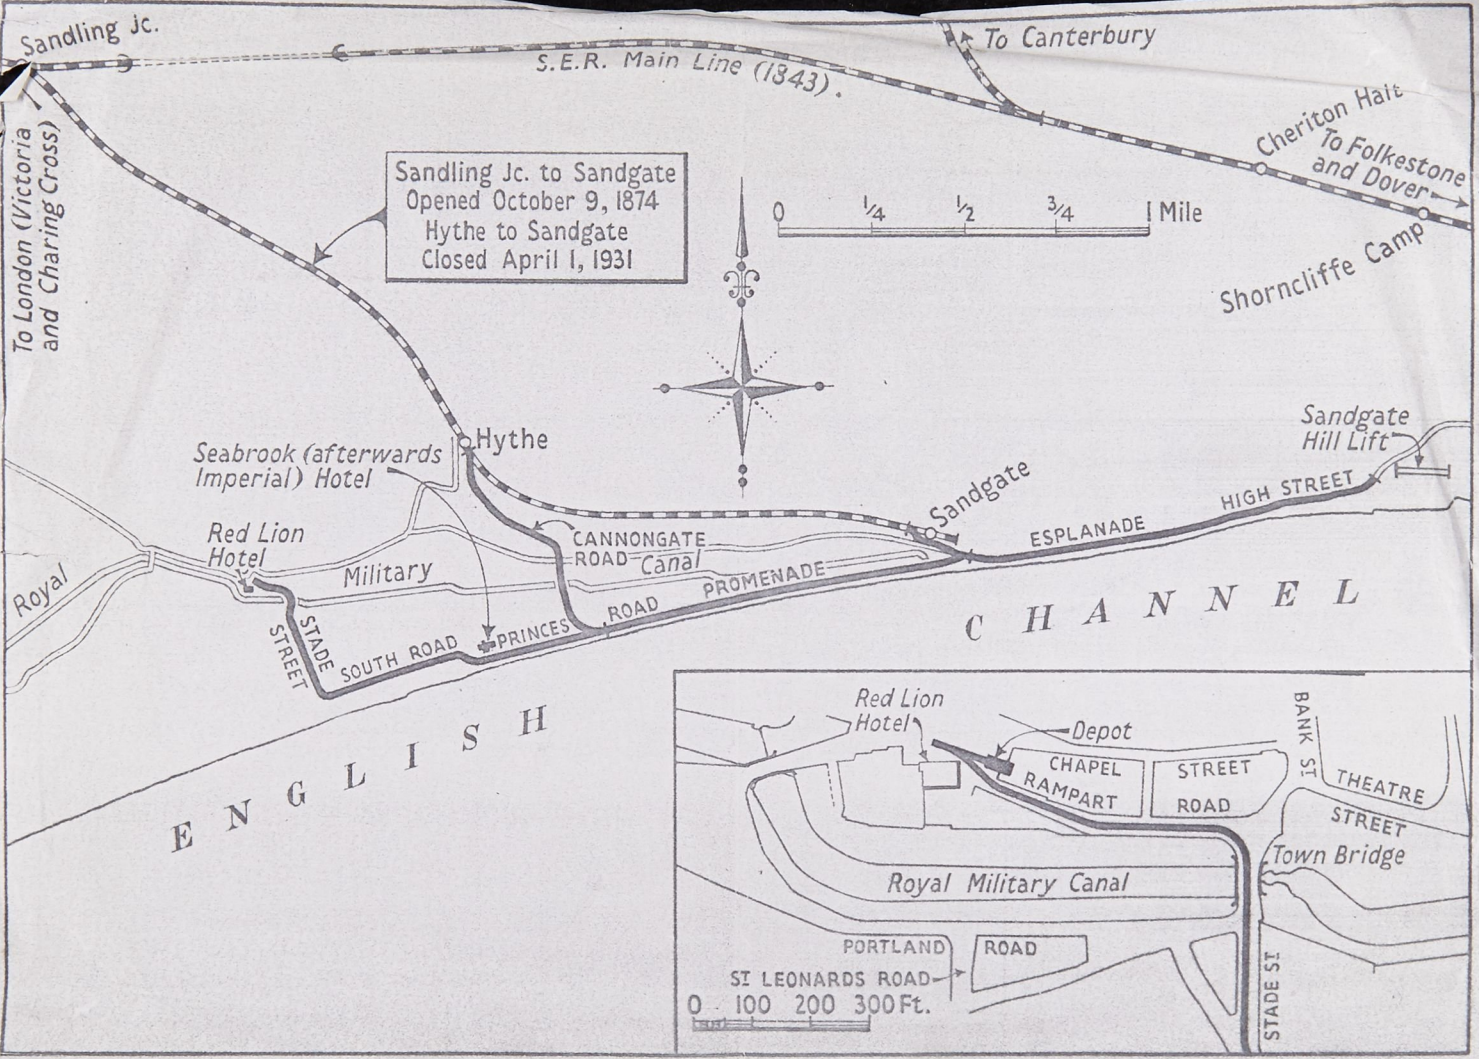 Sandling Jc.
To Canterbury
S.E.R. Main Line (1843).
Cheriton Halt
To Folkestone
and Dover
Shorncliffe Camp
To London (Victoria
and Charing Cross)
Sandling Jc. to Sandgate
Opened October 9, 1874
Hythe to Sandgate
Closed April 1, 1931
0 1/4 1/2 3/4 1 Mile
Hythe
Seabrook (afterwards
Imperial) Hotel
Sandgate
Hill Lift
Sandgate
HIGH STREET
ESPLANADE
Red Lion
Hotel
CANNONGATE
ROAD
Royal Military Canal
PROMENADE
PRINCES ROAD
SOUTH ROAD
STADE
STREET
ENGLISH CHANNEL
Red Lion
Hotel
Depot
BANK ST
CHAPEL STREET
RAMPART ROAD
THEATRE
STREET
Town Bridge
Royal Military Canal
PORTLAND ROAD
ST LEONARDS ROAD
STADE ST
0 100 200 300 Ft.